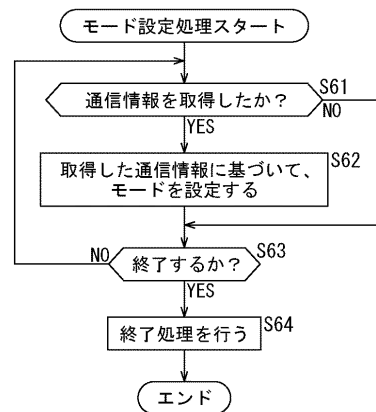 モード設定処理スタート
S61
通信情報を取得したか?
NO
YES
S62
取得した通信情報に基づいて、
モードを設定する
NO
S63
終了するか?
YES
S64
終了処理を行う
エンド